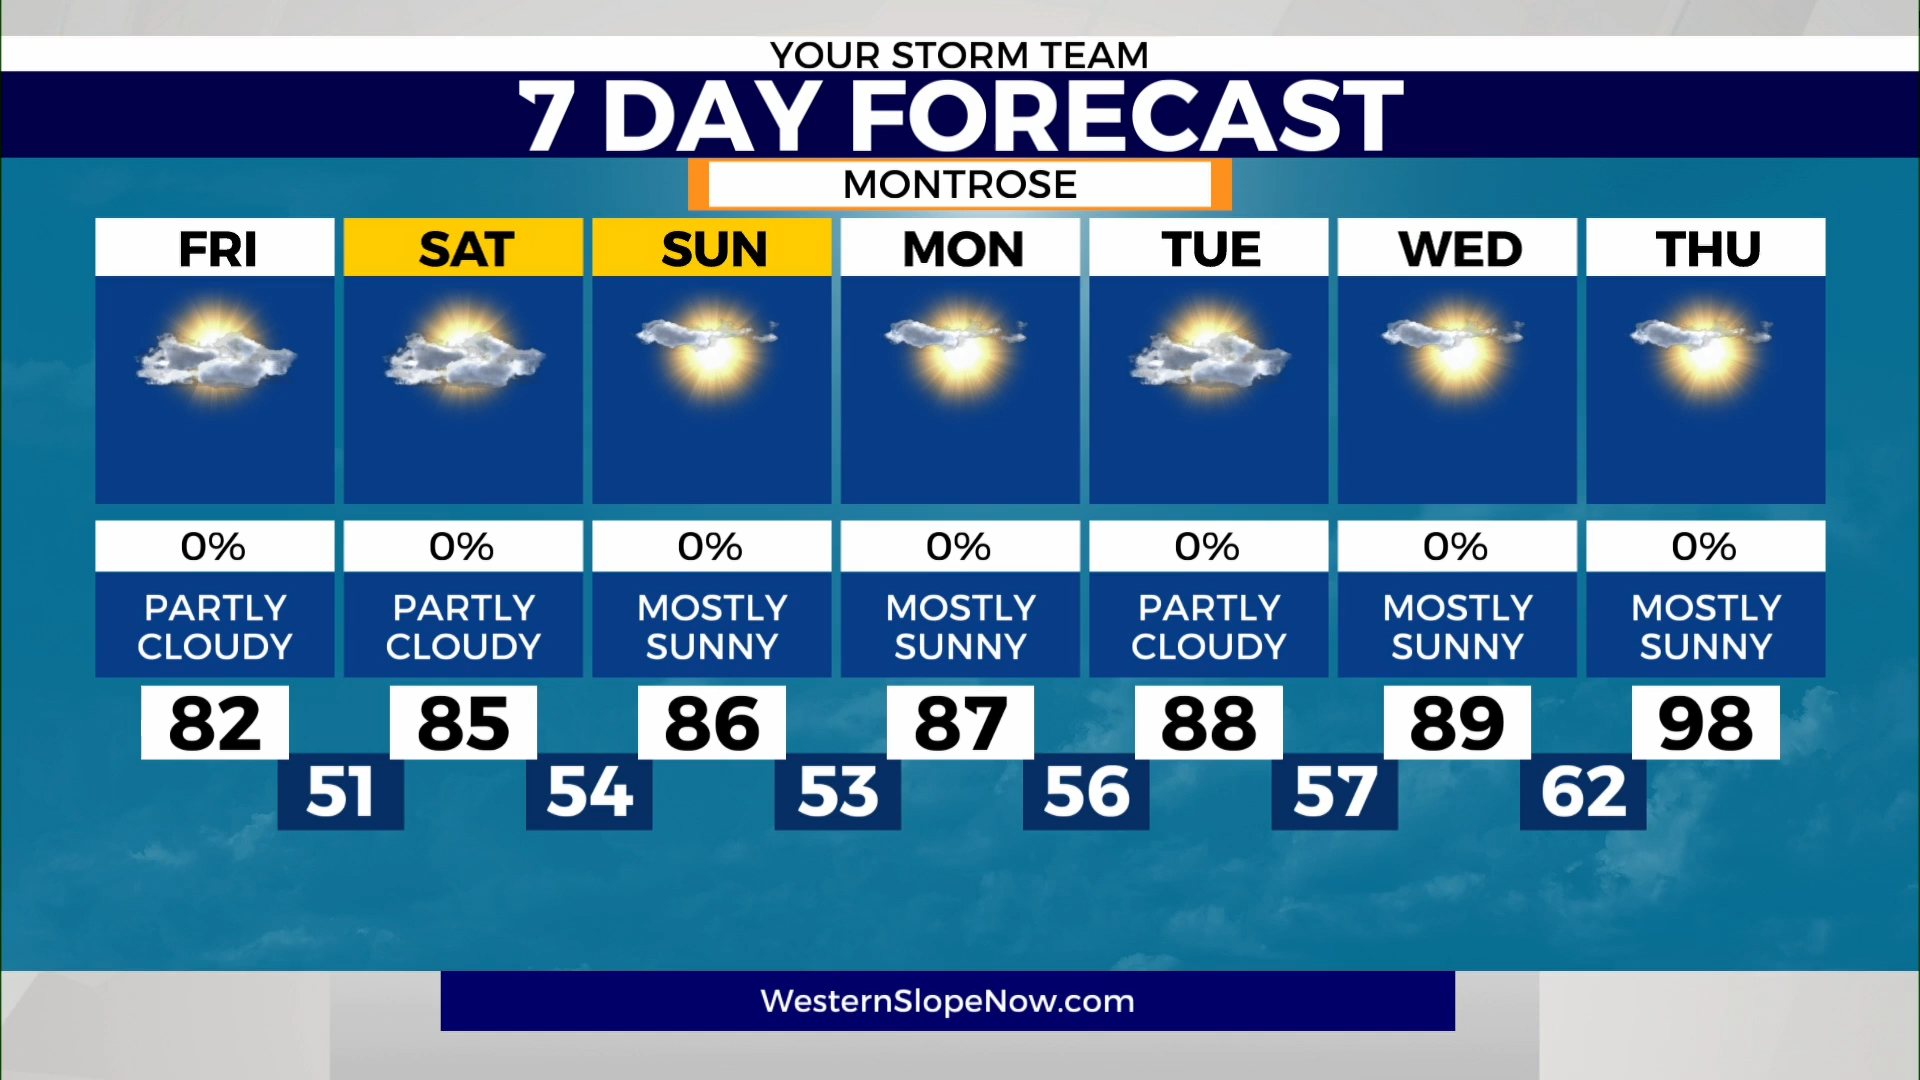 YOUR STORM TEAM
7 DAY FORECAST
MONTROSE
FRI SAT SUN MON TUE WED THU
0% 0% 0% 0% 0% 0% 0%
PARTLY PARTLY MOSTLY MOSTLY PARTLY MOSTLY MOSTLY
CLOUDY CLOUDY SUNNY SUNNY CLOUDY SUNNY SUNNY
82 85 86 87 88 89 98
51 54 53 56 57 62
WesternSlopeNow.com